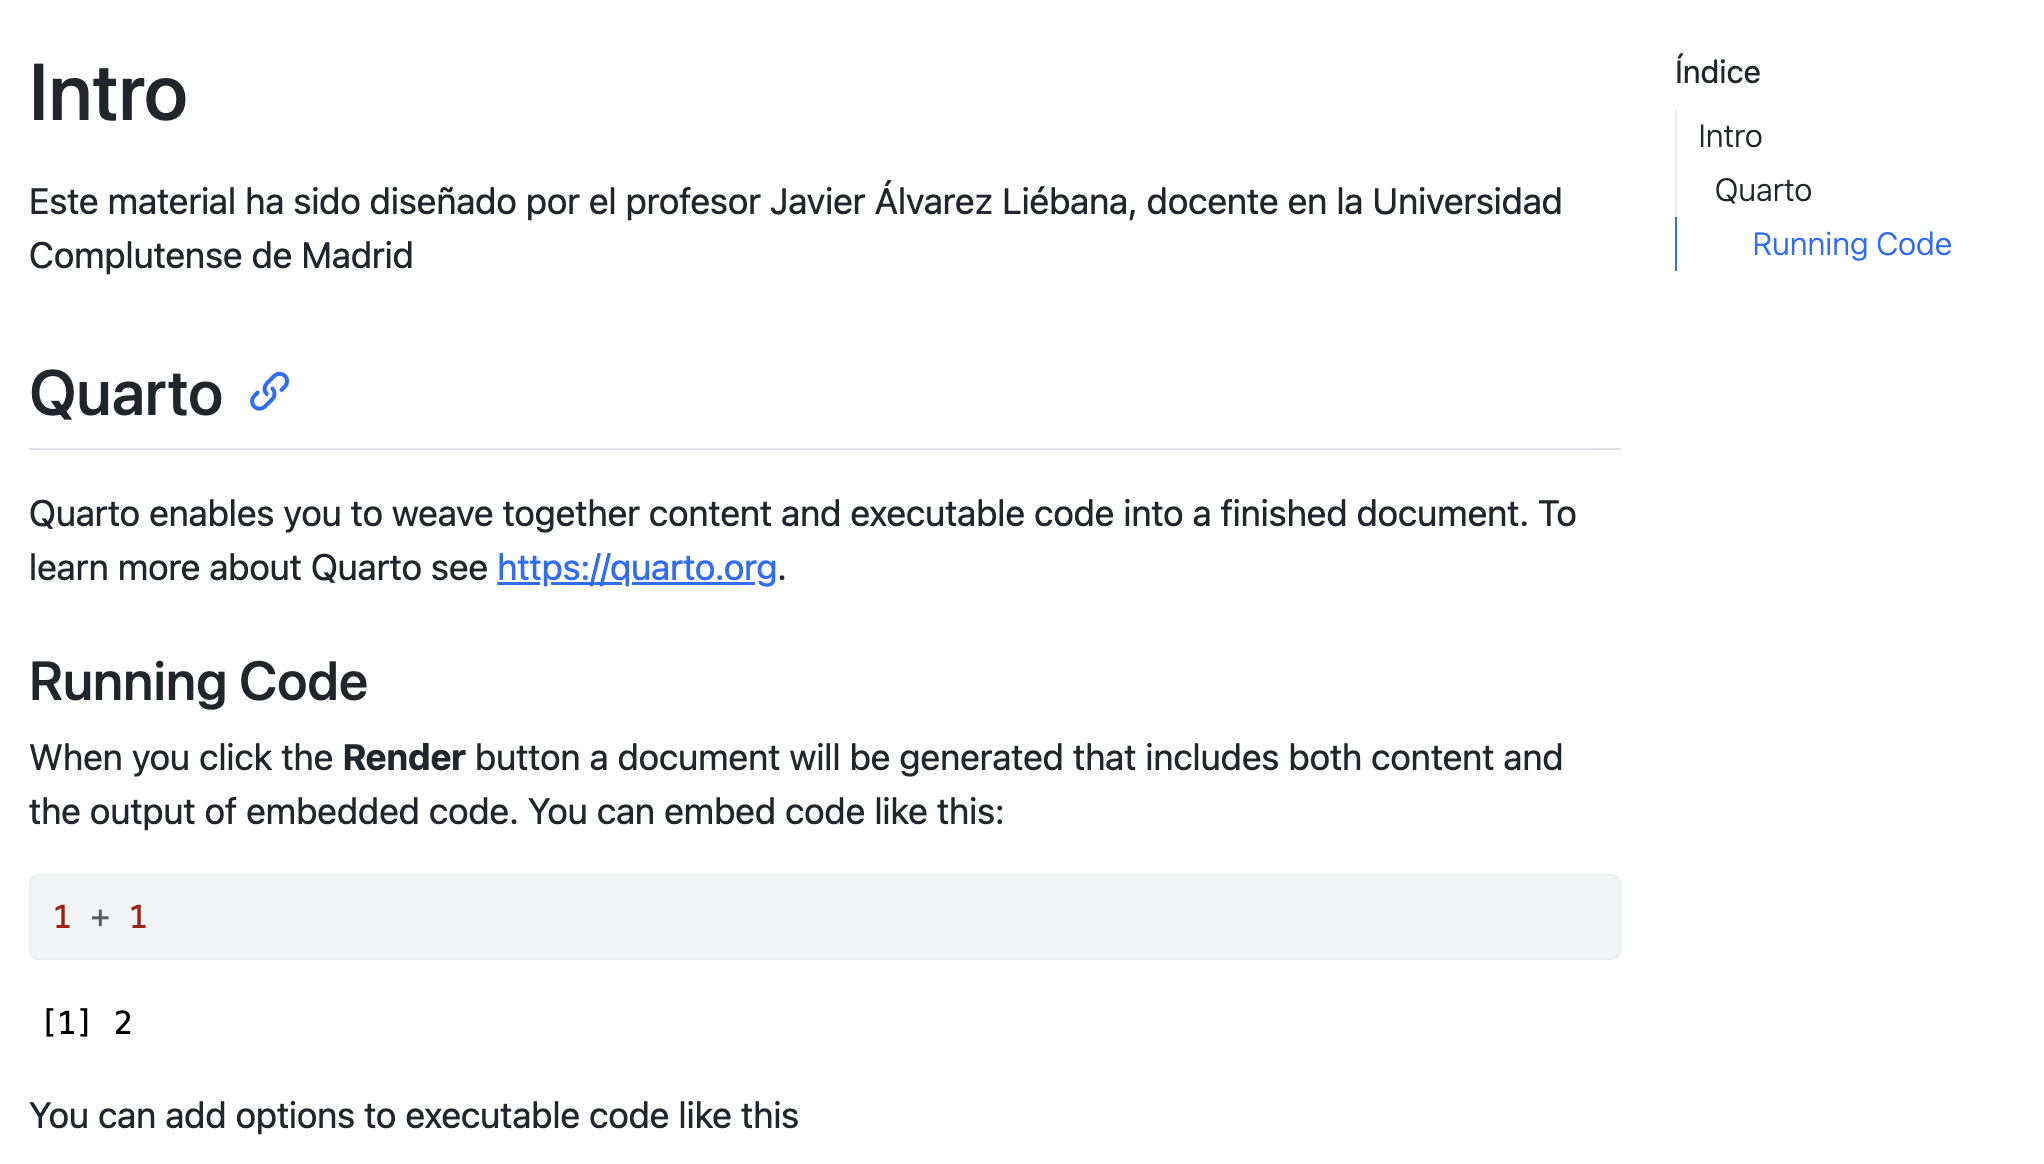 Intro
Este material ha sido diseñado por el profesor Javier Álvarez Liébana, docente en la Universidad
Complutense de Madrid
Quarto
Quarto enables you to weave together content and executable code into a finished document. To
learn more about Quarto see https://quarto.org.
Running Code
When you click the Render button a document will be generated that includes both content and
the output of embedded code. You can embed code like this:
1 + 1
[1] 2
You can add options to executable code like this
Índice
Intro
Quarto
Running Code